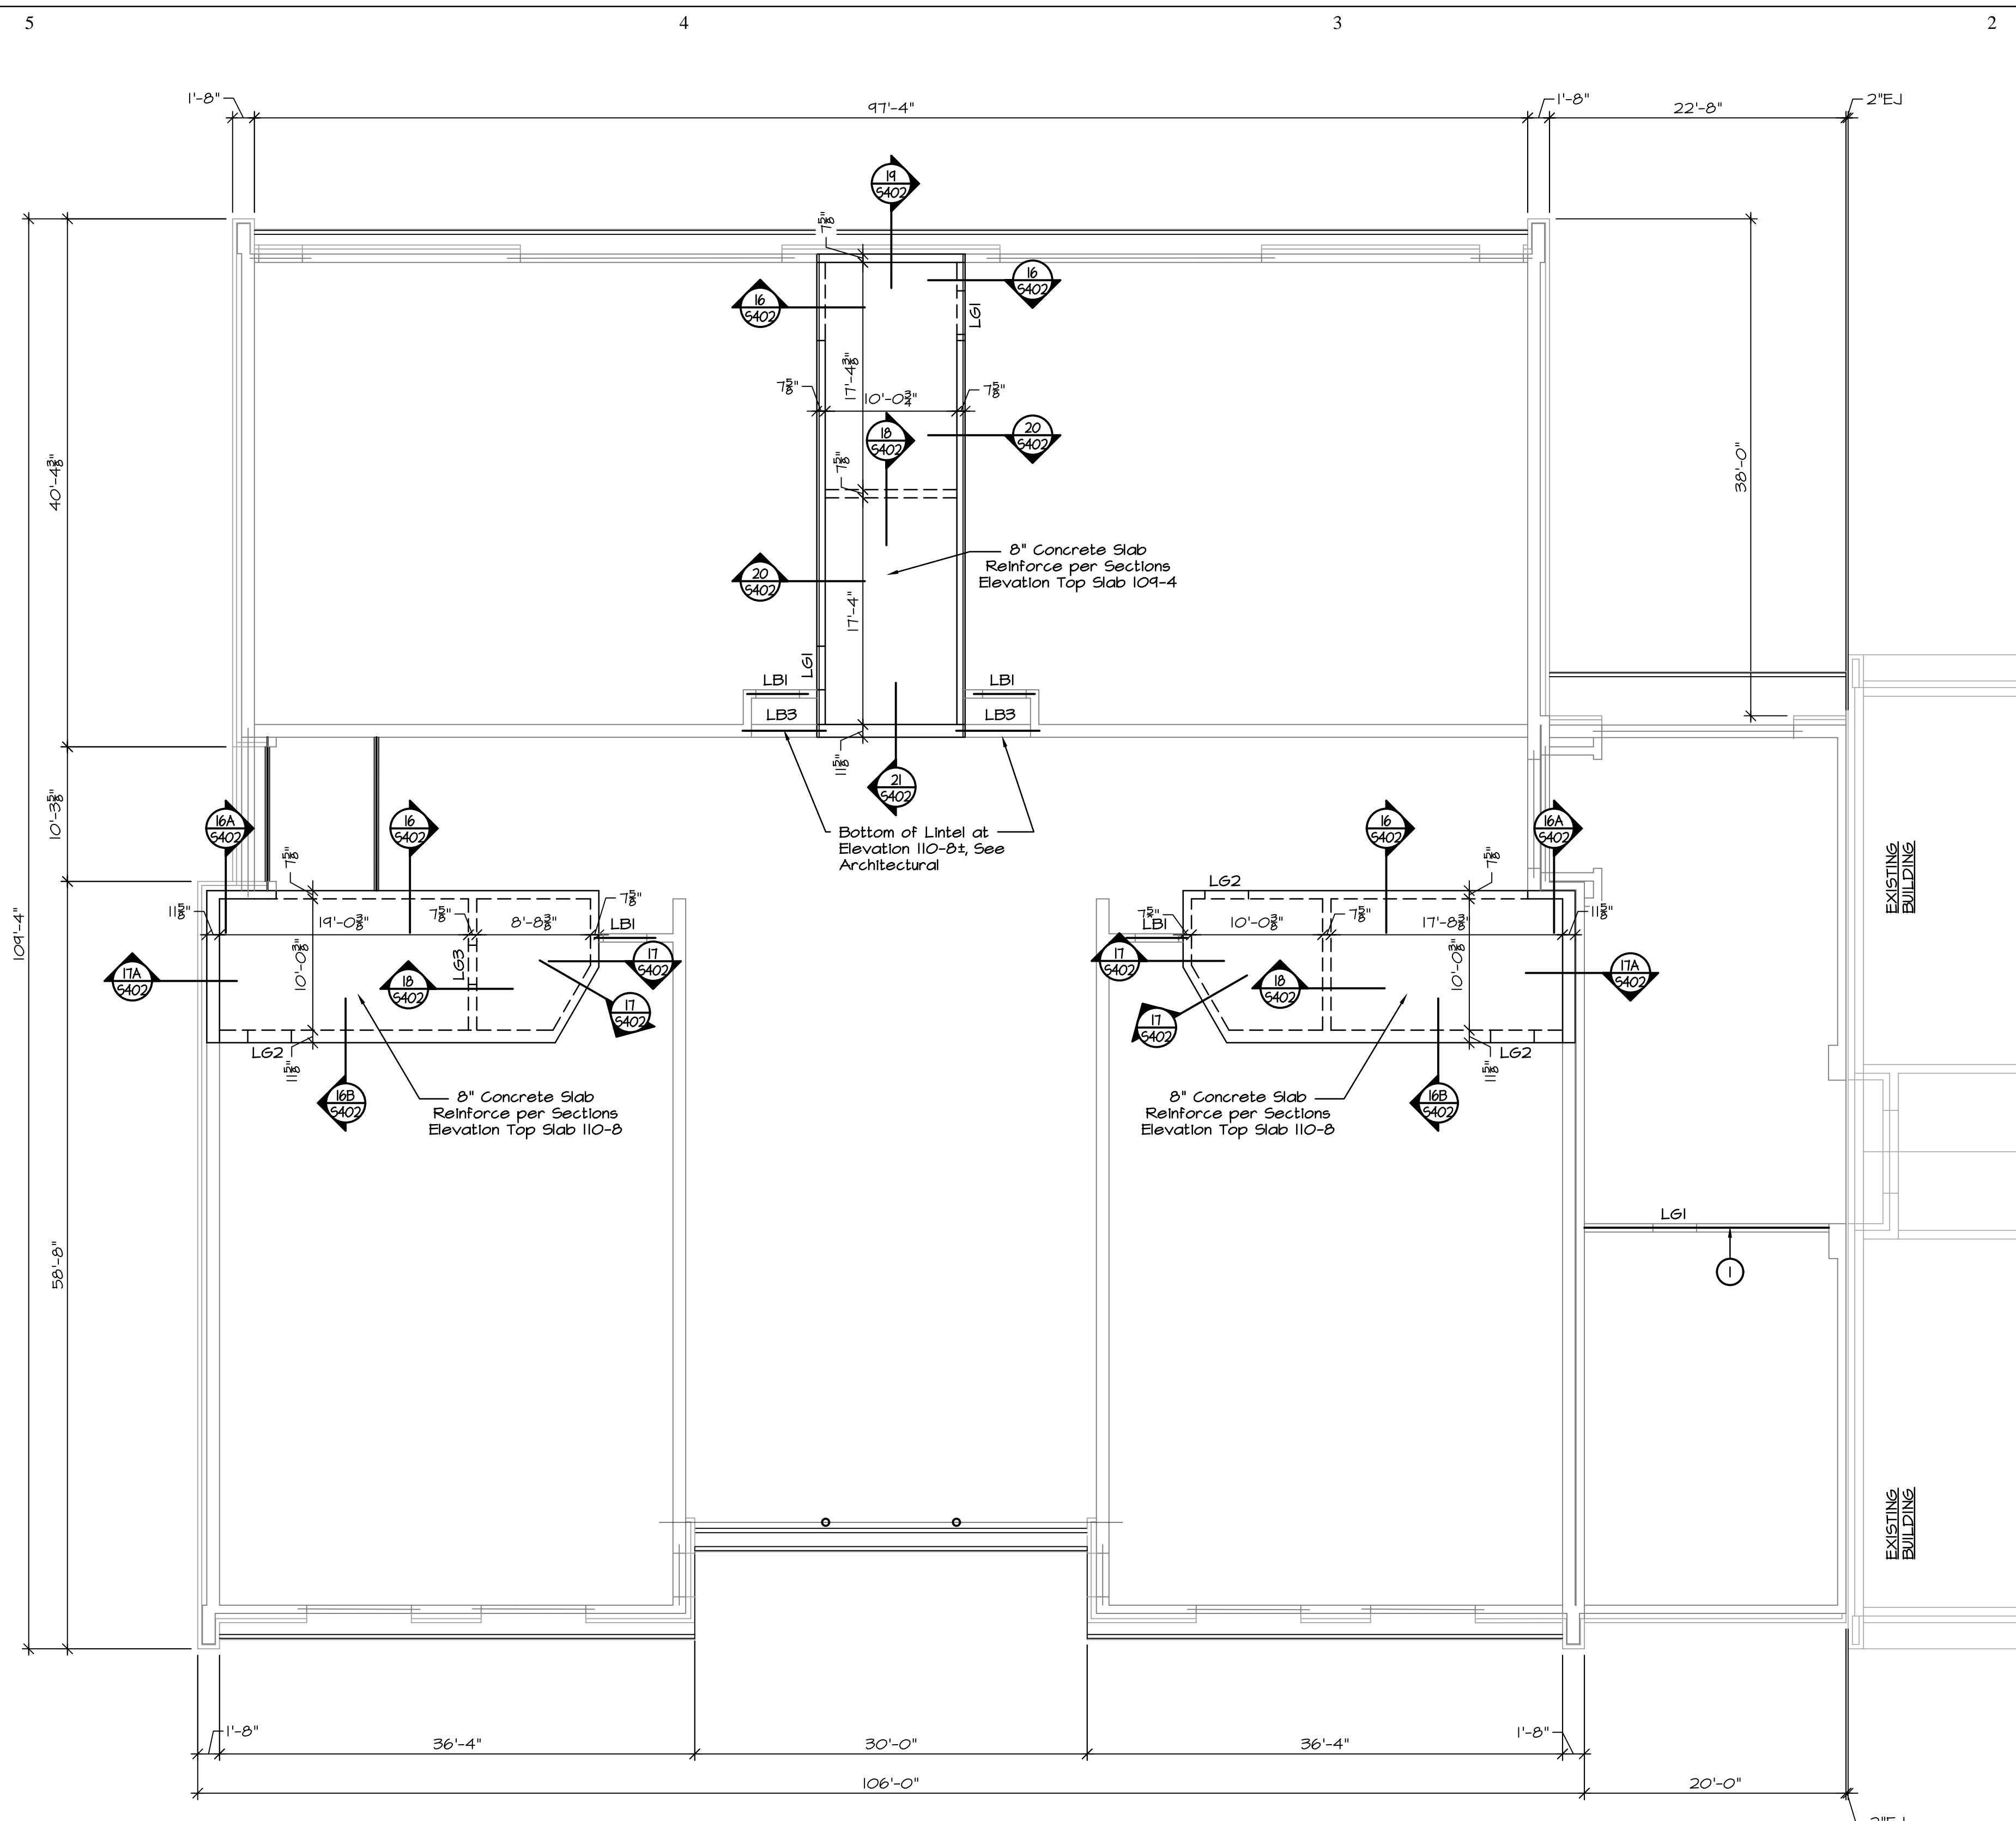 5
4
3
2
1'-8"
97'-4"
1'-8"
22'-8"
2"EJ
19
S402
7⅝"
16
S402
16
S402
LG1
17'-4⅜"
7⅝"
10'-0¾"
7⅝"
18
S402
20
S402
7⅝"
40'-4⅜"
38'-0"
8" Concrete Slab
Reinforce per Sections
Elevation Top Slab 109-4
20
S402
17'-4"
LG1
LB1
LB1
LB3
LB3
11⅝"
21
S402
10'-3⅝"
16A
S402
16
S402
Bottom of Lintel at
Elevation 110-8±, See
Architectural
16
S402
16A
S402
EXISTING
BUILDING
7⅝"
7⅝"
LG2
109'-4"
11⅝"
19'-0⅜"
7⅝"
8'-8⅜"
7⅝"
LB1
7⅝"
LB1
10'-0⅜"
7⅝"
17'-8⅜"
11⅝"
10'-0⅜"
LG3
10'-0⅜"
17A
S402
18
S402
17
S402
17
S402
17
S402
17
S402
18
S402
17A
S402
LG2
11⅝"
LG2
11⅝"
16B
S402
8" Concrete Slab
Reinforce per Sections
Elevation Top Slab 110-8
8" Concrete Slab
Reinforce per Sections
Elevation Top Slab 110-8
16B
S402
58'-8"
LG1
1
EXISTING
BUILDING
1'-8"
36'-4"
30'-0"
36'-4"
1'-8"
106'-0"
20'-0"
2"EJ